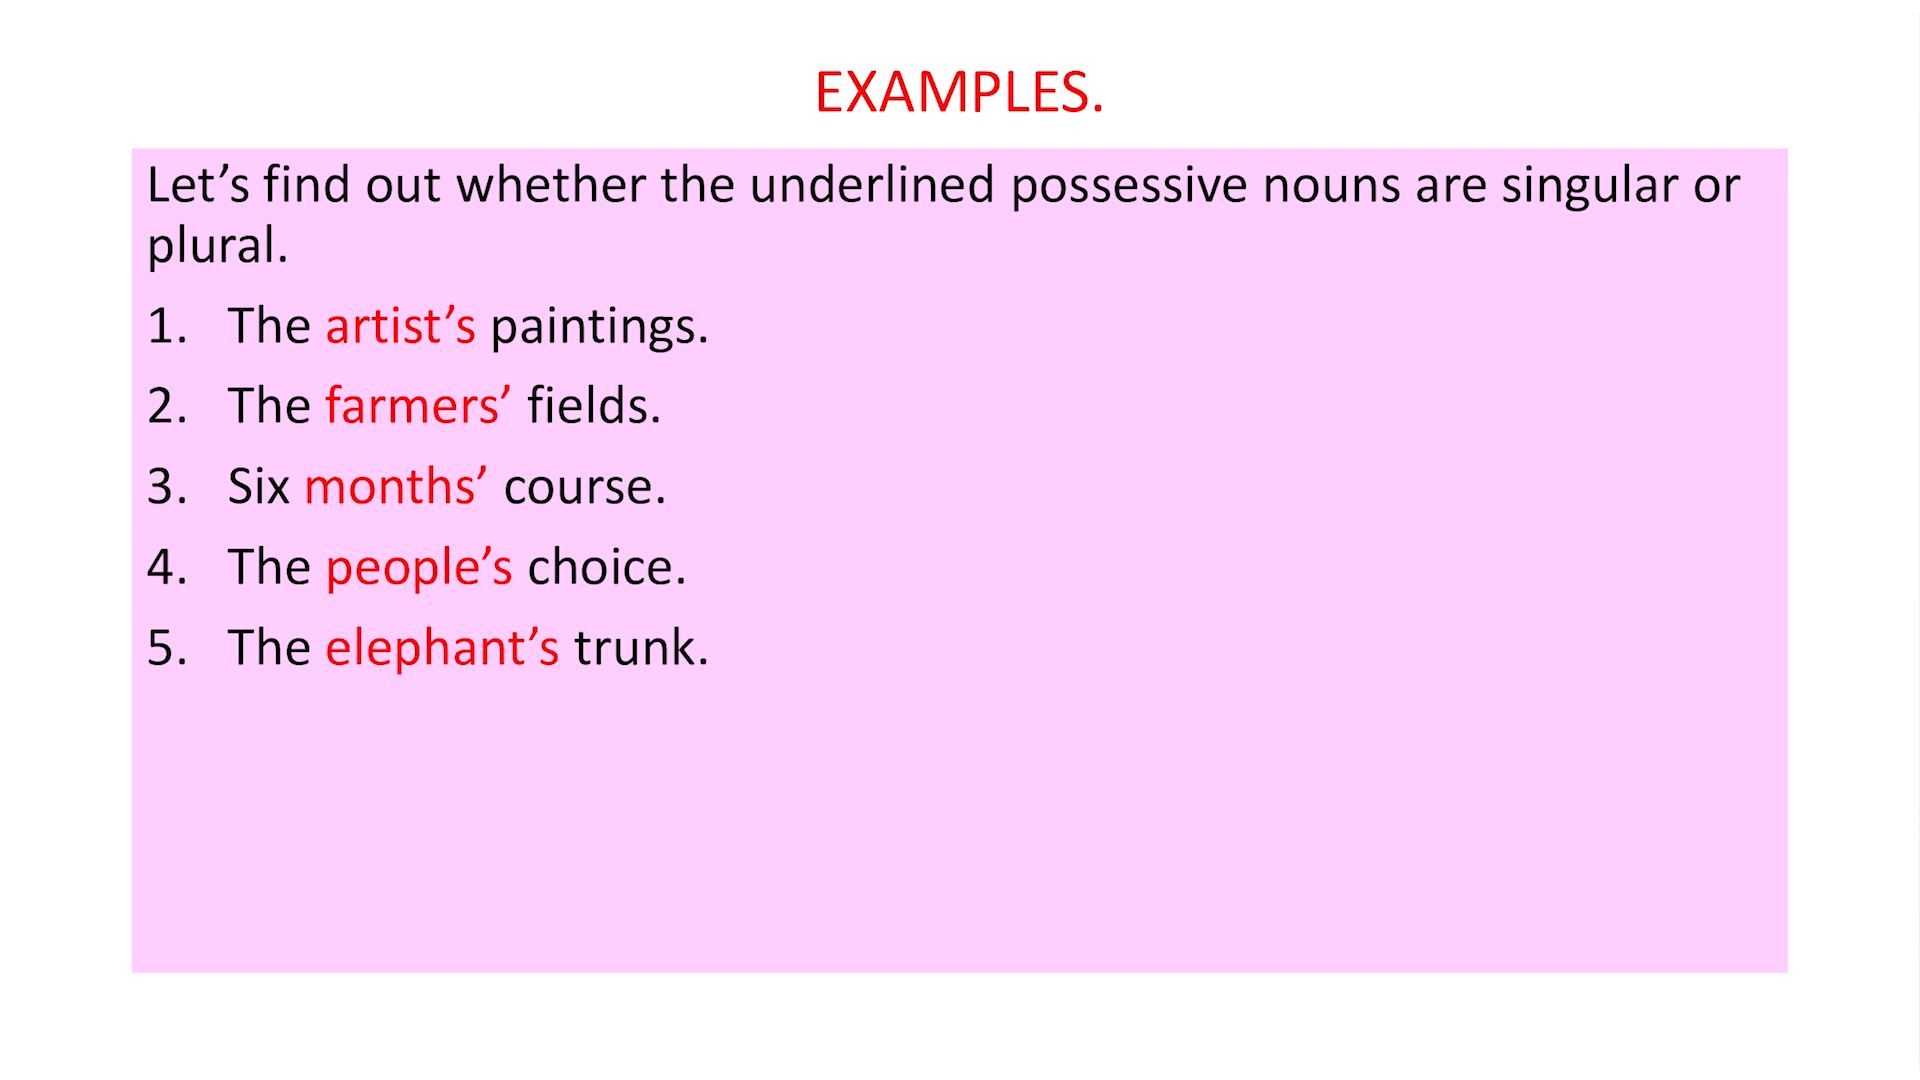 EXAMPLES.
Let’s find out whether the underlined possessive nouns are singular or
plural.
1. The artist’s paintings.
2. The farmers’ fields.
3. Six months’ course.
4. The people’s choice.
5. The elephant’s trunk.